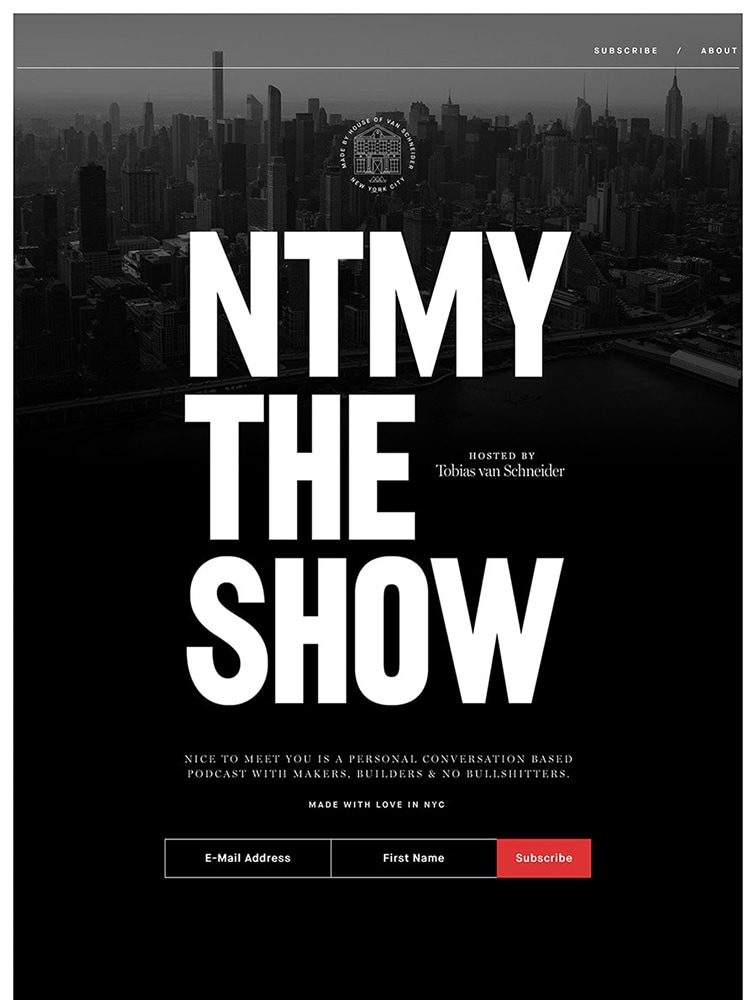 SUBSCRIBE / ABOUT
MADE BY HOUSE OF VAN SCHNEIDER
NEW YORK CITY
NTMY
THE
HOSTED BY
Tobias van Schneider
SHOW
NICE TO MEET YOU IS A PERSONAL CONVERSATION BASED
PODCAST WITH MAKERS, BUILDERS & NO BULLSHITTERS.
MADE WITH LOVE IN NYC
E-Mail Address First Name Subscribe